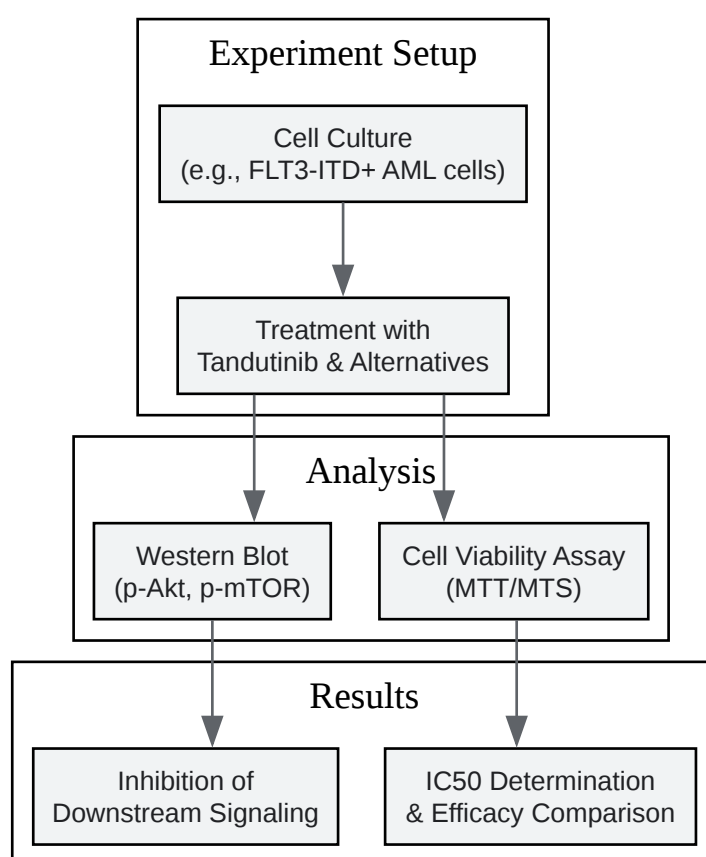 Experiment Setup
Cell Culture
(e.g., FLT3-ITD+ AML cells)
Treatment with
Tandutinib & Alternatives
Analysis
Western Blot
(p-Akt, p-mTOR)
Cell Viability Assay
(MTT/MTS)
Results
Inhibition of
Downstream Signaling
IC50 Determination
& Efficacy Comparison